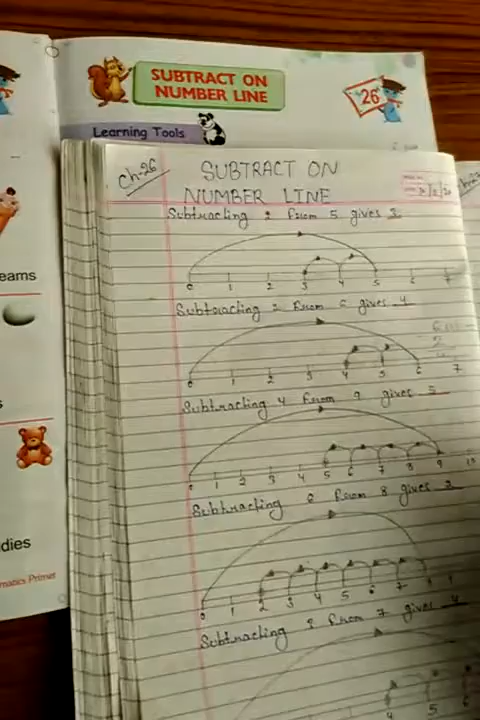 SUBTRACT ON
NUMBER LINE
26
Learning Tools
Ch-26
SUBTRACT ON
NUMBER LINE
Subtracting 2 from 5 gives 3
0 1 2 3 4 5 6 7
Subtracting 2 from 6 gives 4
0 1 2 3 4 5 6 7
Subtracting 4 from 9 gives 5
0 1 2 3 4 5 6 7 8 9 10
Subtracting 6 from 8 gives 2
0 1 2 3 4 5 6 7
Subtracting 3 from 7 gives 4
4 5 6
eams
dies
matics Primer